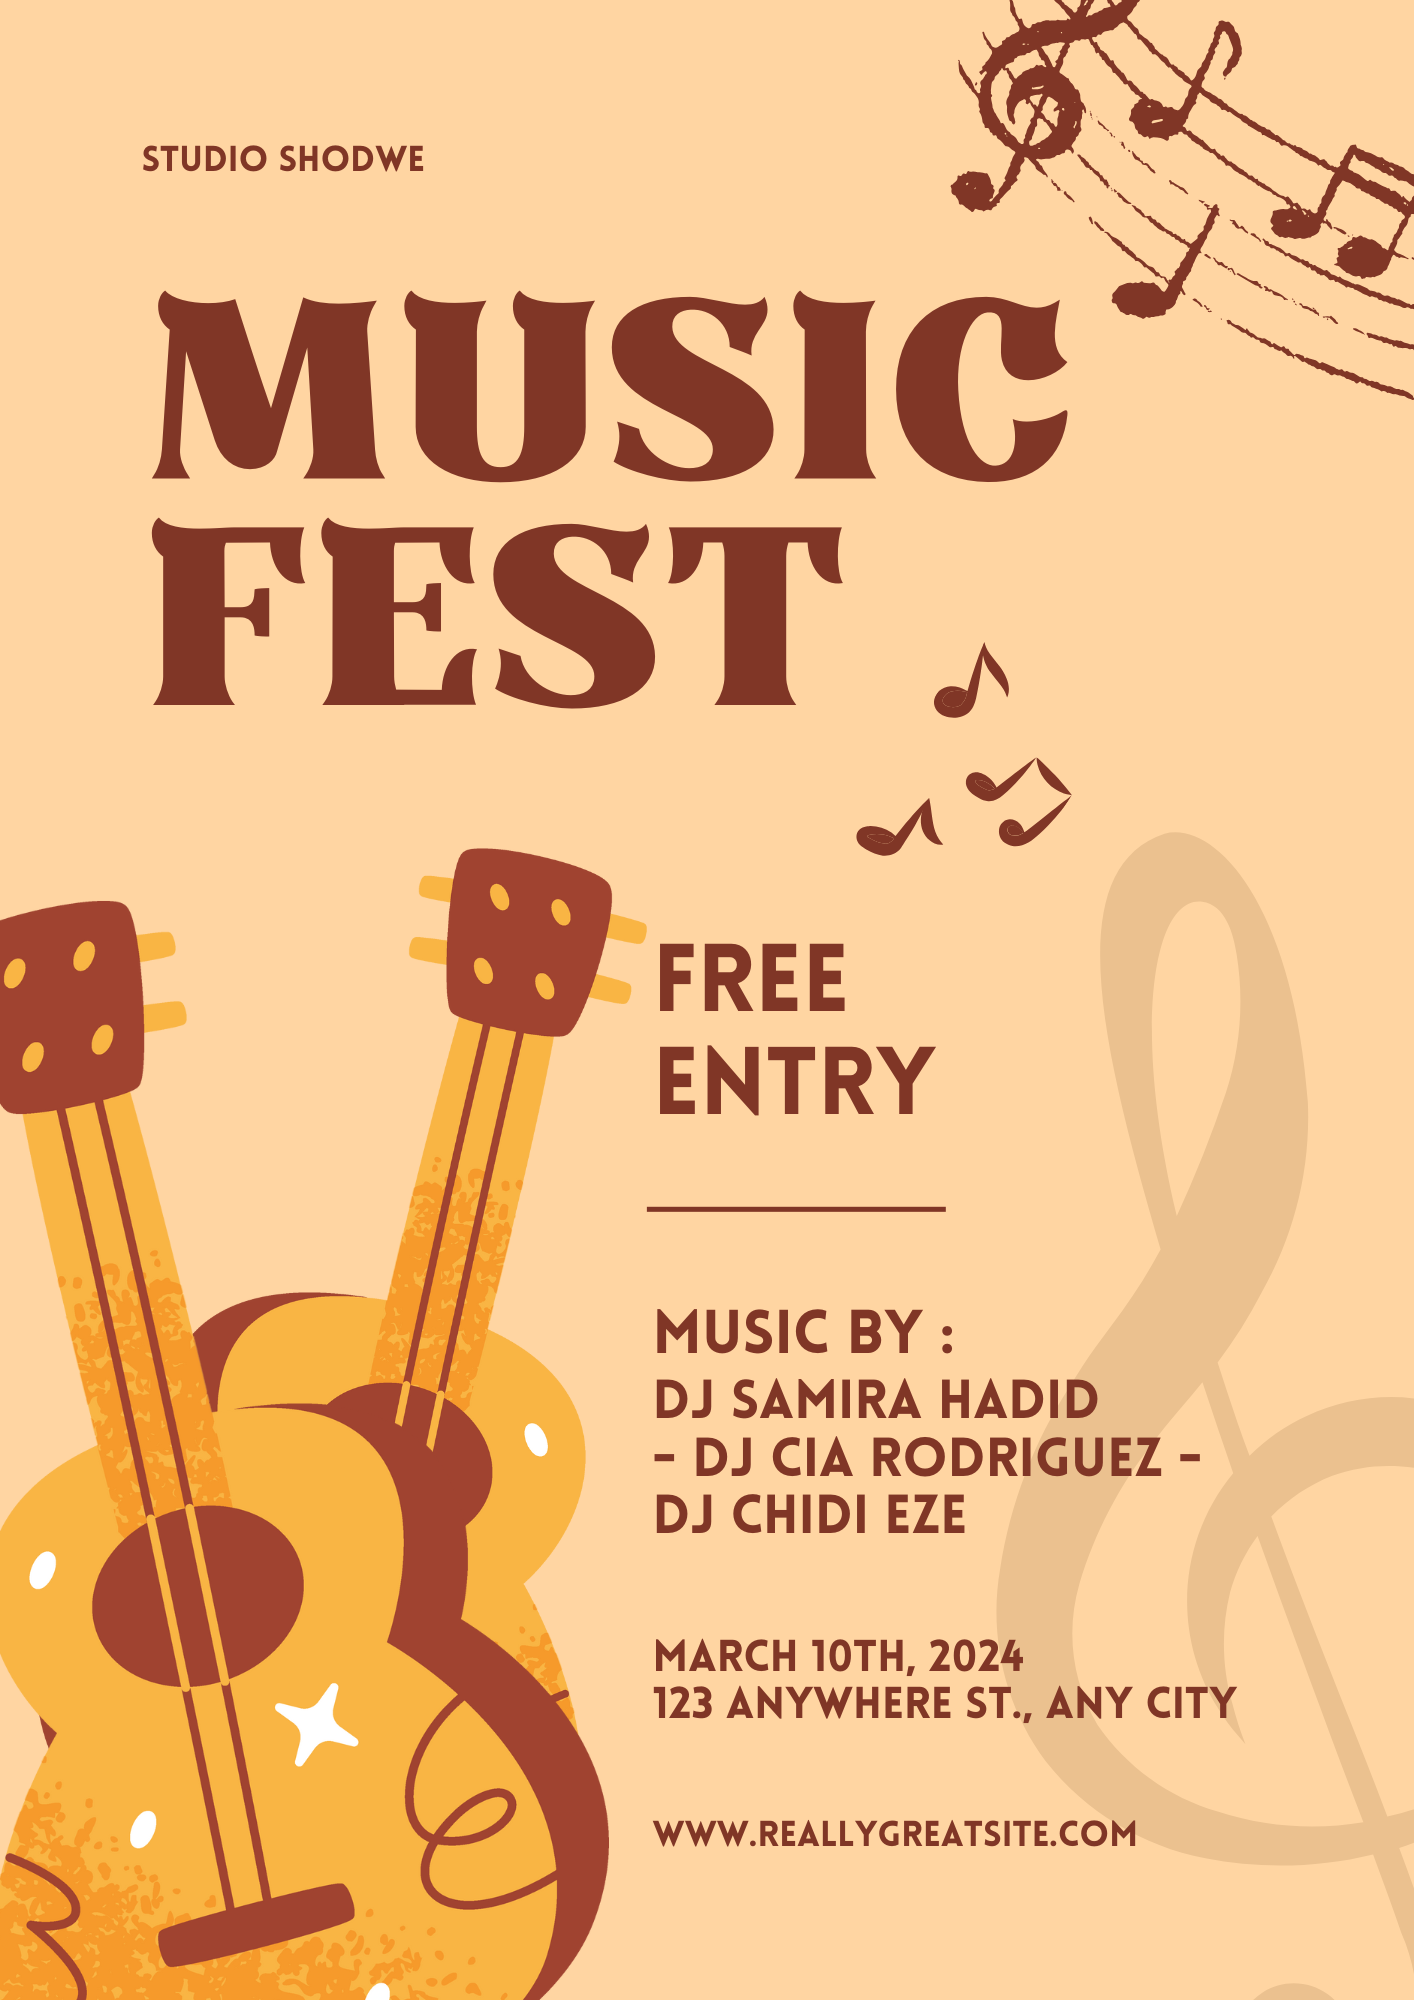 STUDIO SHODWE
MUSIC
FEST
FREE
ENTRY
MUSIC BY :
DJ SAMIRA HADID
- DJ CIA RODRIGUEZ -
DJ CHIDI EZE
MARCH 10TH, 2024
123 ANYWHERE ST., ANY CITY
WWW.REALLYGREATSITE.COM